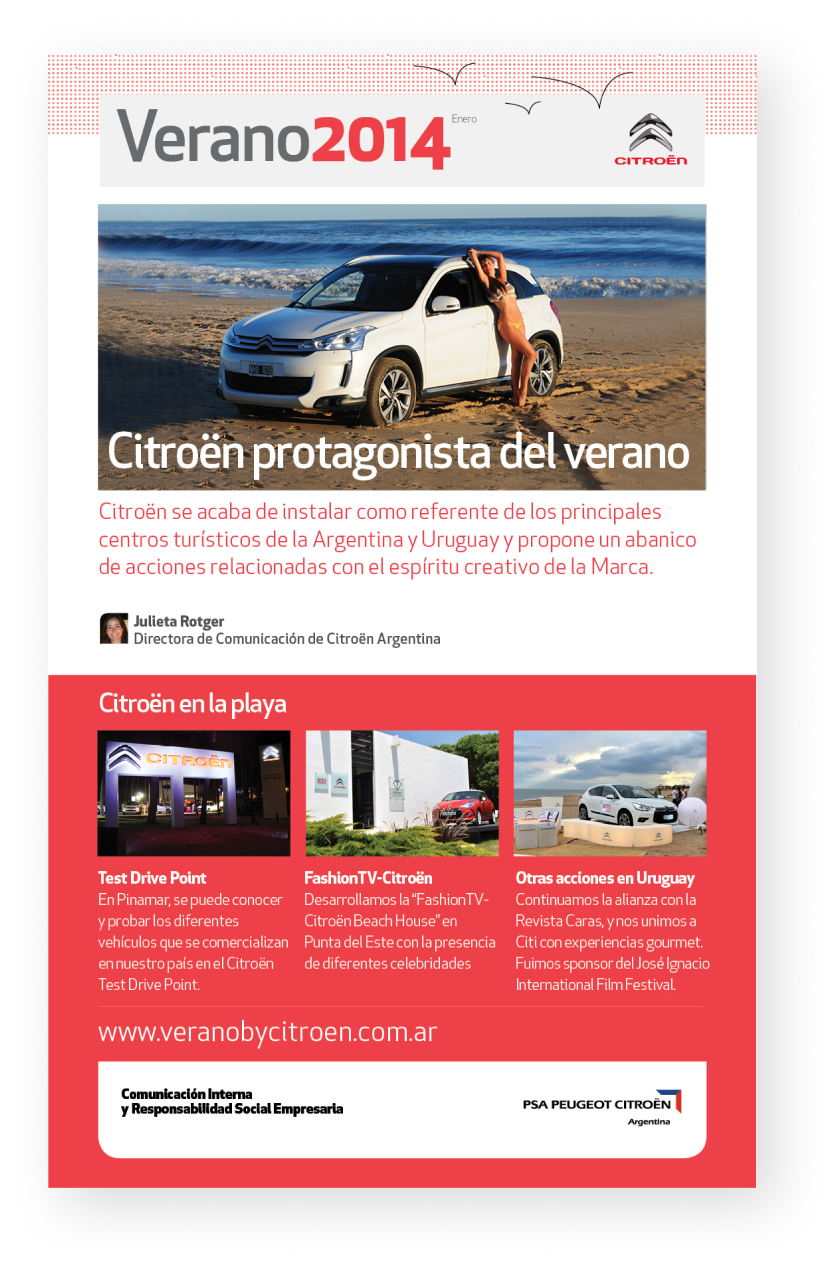 Verano2014
Enero
CITROËN
Citroën protagonista del verano
Citroën se acaba de instalar como referente de los principales
centros turísticos de la Argentina y Uruguay y propone un abanico
de acciones relacionadas con el espíritu creativo de la Marca.
Julieta Rotger
Directora de Comunicación de Citroën Argentina
Citroën en la playa
CITROËN
Test Drive Point
En Pinamar, se puede conocer
y probar los diferentes
vehículos que se comercializan
en nuestro país en el Citroën
Test Drive Point.
FashionTV-Citroën
Desarrollamos la “FashionTV-
Citroën Beach House” en
Punta del Este con la presencia
de diferentes celebridades
Otras acciones en Uruguay
Continuamos la alianza con la
Revista Caras, y nos unimos a
Citi con experiencias gourmet.
Fuimos sponsor del José Ignacio
International Film Festival.
www.veranobycitroen.com.ar
Comunicación Interna
y Responsabilidad Social Empresaria
PSA PEUGEOT CITROËN
Argentina